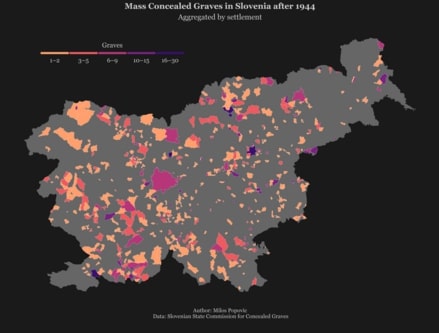 Mass Concealed Graves in Slovenia after 1944
Aggregated by settlement
Graves
1–2 3–5 6–9 10–15 16–30
Author: Milos Popovic
Data: Slovenian State Commission for Concealed Graves